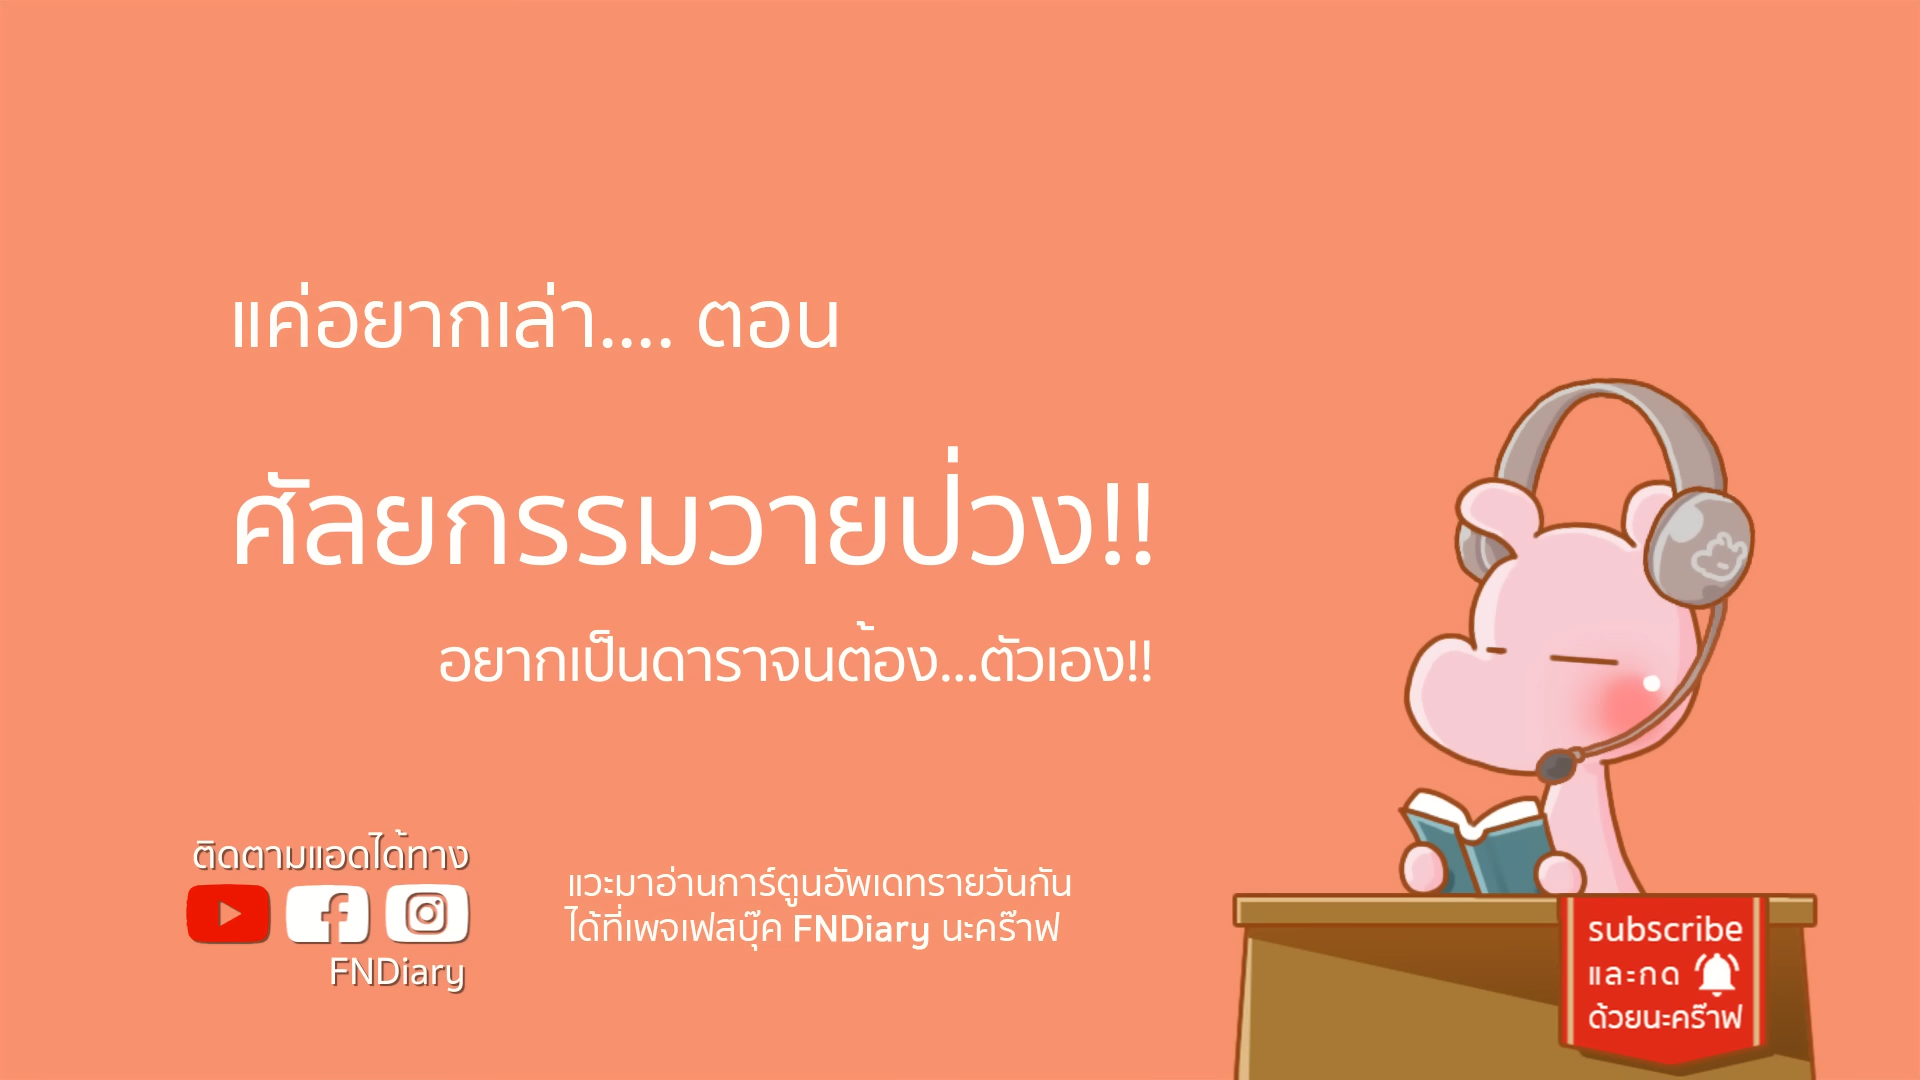 แค่อยากเล่า.... ตอน
ศัลยกรรมวายป่วง!!
อยากเป็นดาราจนต้อง...ตัวเอง!!
ติดตามแอดได้ทาง
FNDiary
แวะมาอ่านการ์ตูนอัพเดทรายวันกัน
ได้ที่เพจเฟสบุ๊ค FNDiary นะคร๊าฟ
subscribe
และกด
ด้วยนะคร๊าฟ